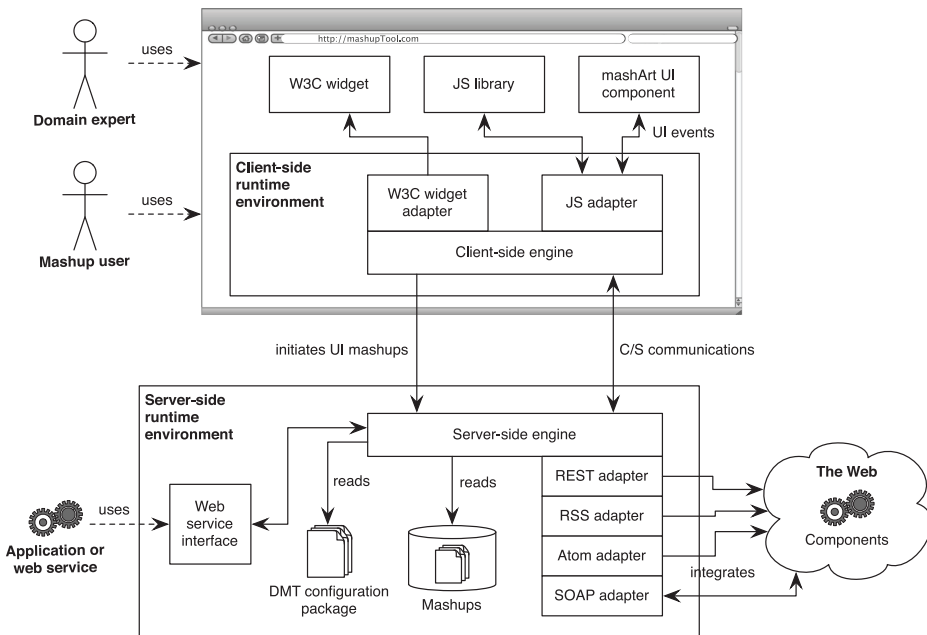 http://mashupTool.com
uses
Domain expert
W3C widget
JS library
mashArt UI
component
UI events
Client-side
runtime
environment
uses
Mashup user
W3C widget
adapter
JS adapter
Client-side engine
initiates UI mashups
C/S communications
Server-side
runtime
environment
Server-side engine
reads
reads
REST adapter
RSS adapter
Atom adapter
SOAP adapter
The Web
Components
integrates
uses
Application or
web service
Web
service
interface
DMT configuration
package
Mashups